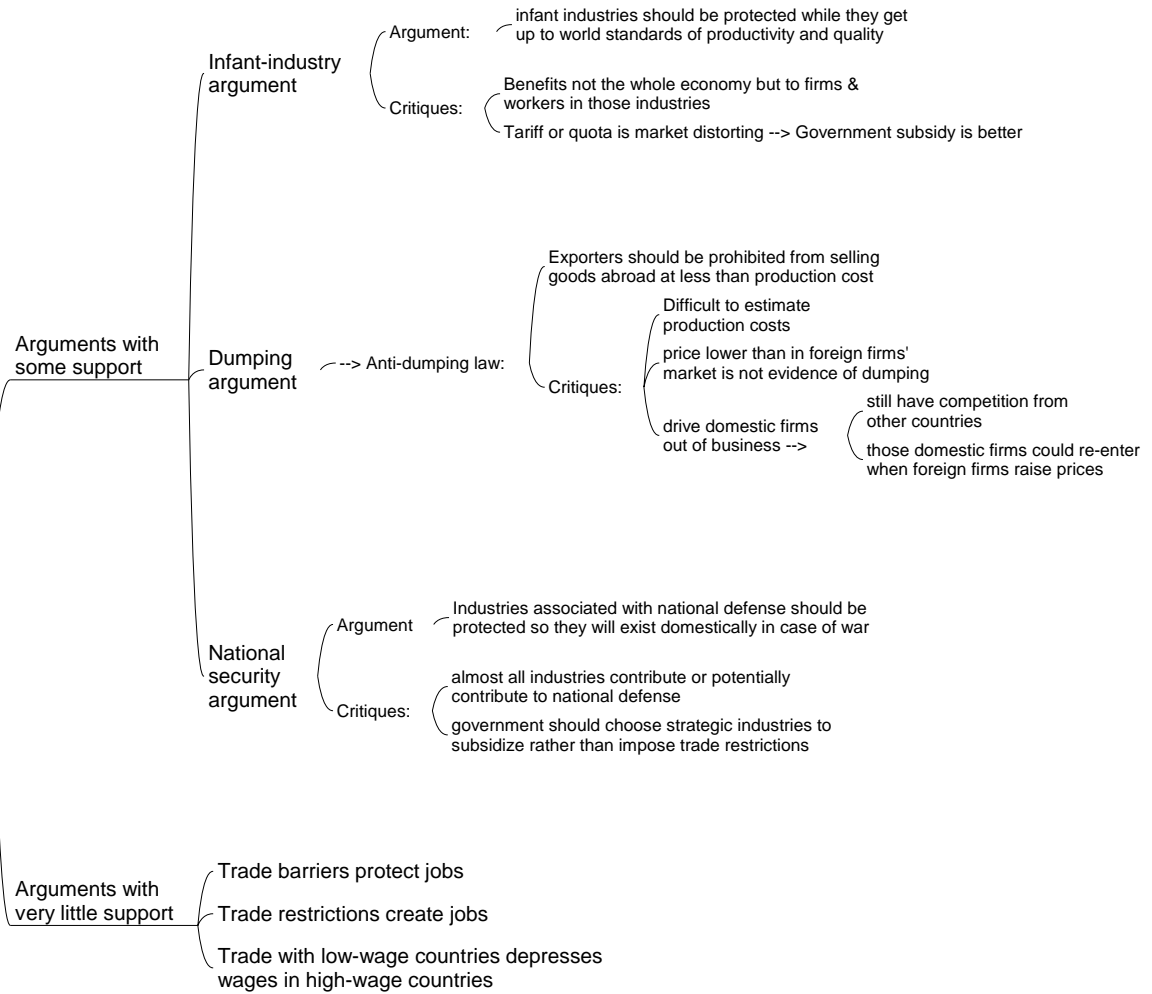 Arguments with
some support
Infant-industry
argument
Argument:
infant industries should be protected while they get
up to world standards of productivity and quality
Critiques:
Benefits not the whole economy but to firms &
workers in those industries
Tariff or quota is market distorting --> Government subsidy is better
Dumping
argument
--> Anti-dumping law:
Exporters should be prohibited from selling
goods abroad at less than production cost
Critiques:
Difficult to estimate
production costs
price lower than in foreign firms'
market is not evidence of dumping
drive domestic firms
out of business -->
still have competition from
other countries
those domestic firms could re-enter
when foreign firms raise prices
National
security
argument
Argument
Industries associated with national defense should be
protected so they will exist domestically in case of war
Critiques:
almost all industries contribute or potentially
contribute to national defense
government should choose strategic industries to
subsidize rather than impose trade restrictions
Arguments with
very little support
Trade barriers protect jobs
Trade restrictions create jobs
Trade with low-wage countries depresses
wages in high-wage countries